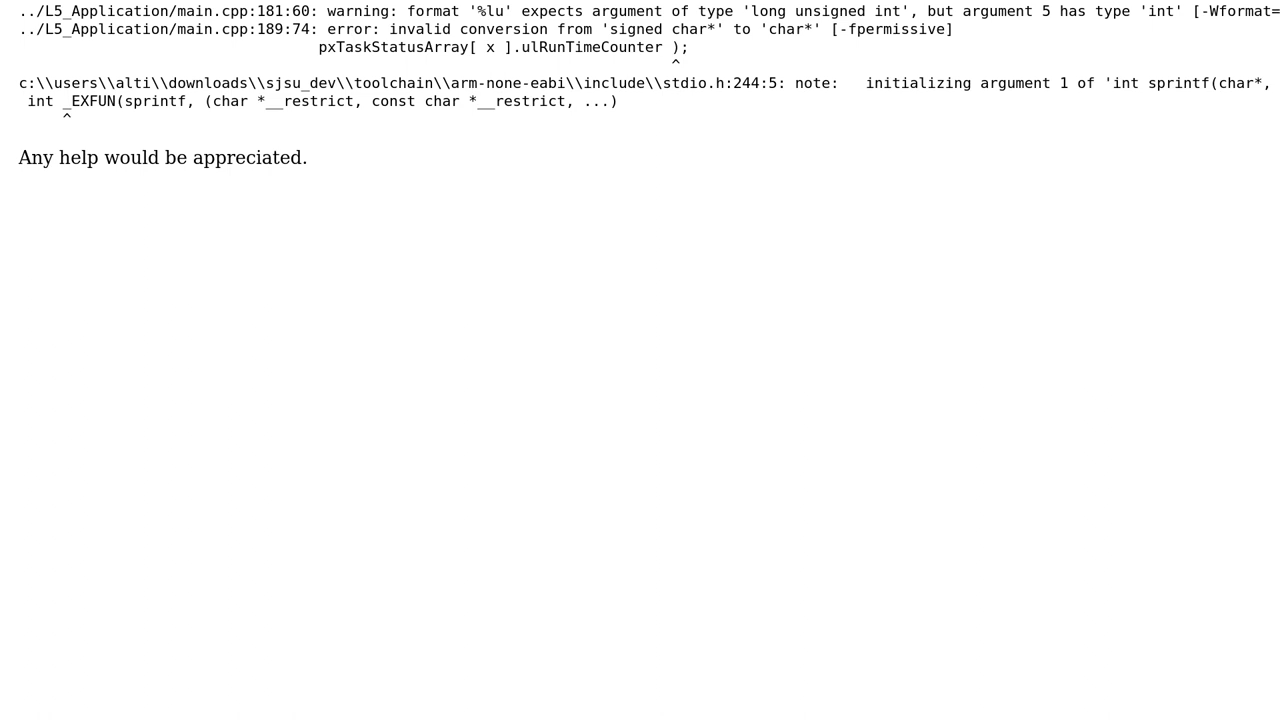 ../L5_Application/main.cpp:181:60: warning: format '%lu' expects argument of type 'long unsigned int', but argument 5 has type 'int' [-Wformat=
../L5_Application/main.cpp:189:74: error: invalid conversion from 'signed char*' to 'char*' [-fpermissive]
                                  pxTaskStatusArray[ x ].ulRunTimeCounter );
                                                                          ^
c:\\users\\alti\\downloads\\sjsu_dev\\toolchain\\arm-none-eabi\\include\\stdio.h:244:5: note:   initializing argument 1 of 'int sprintf(char*,
 int _EXFUN(sprintf, (char *__restrict, const char *__restrict, ...)
     ^
Any help would be appreciated.